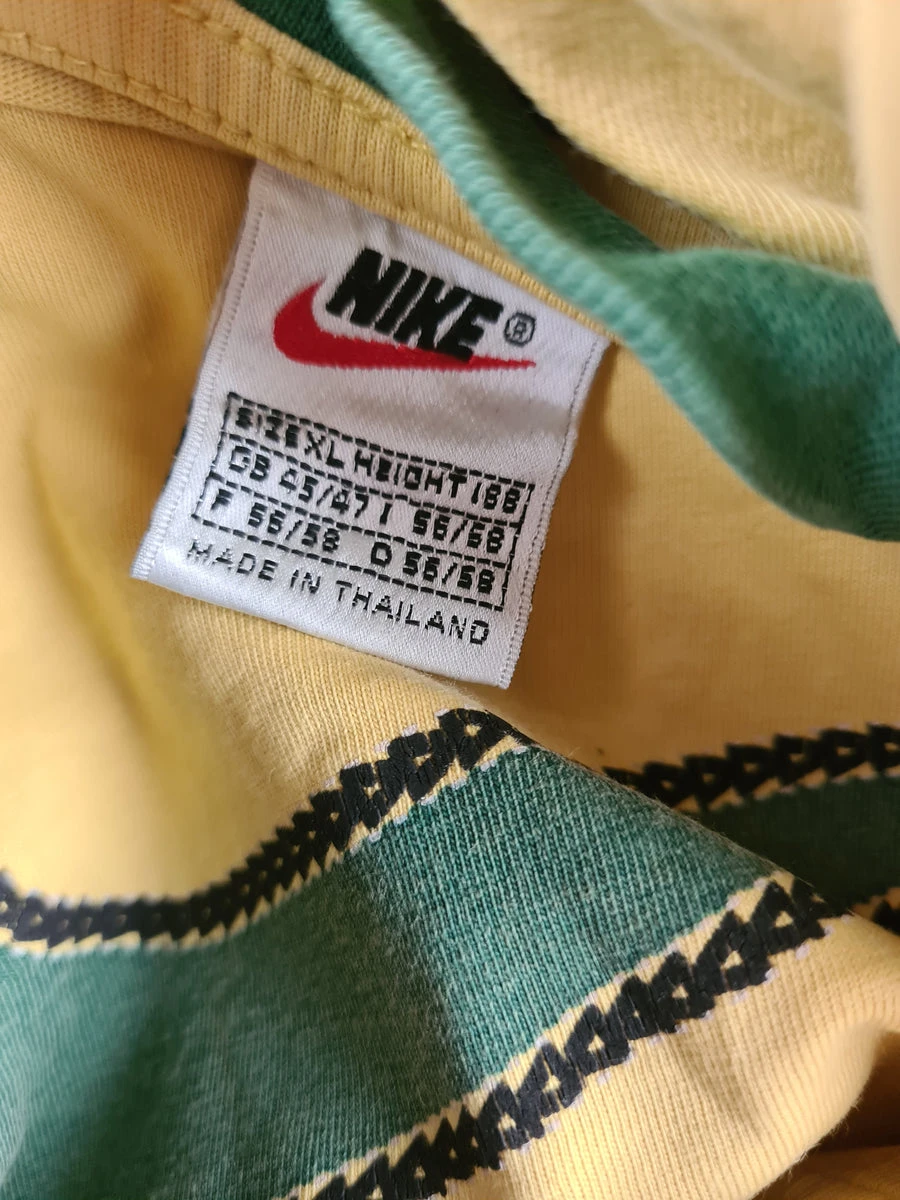 NIKE®
SIZE XL HEIGHT 188
GB 45/47 I 56/58
F 56/58 D 56/58
MADE IN THAILAND